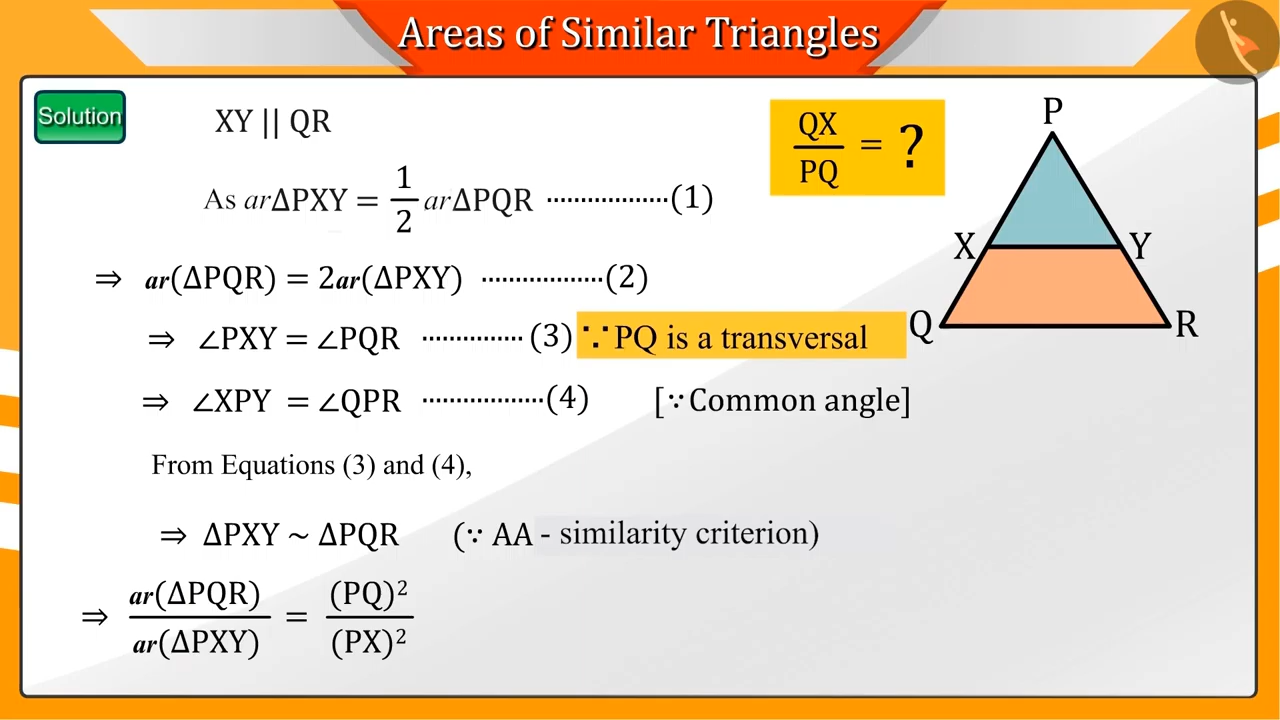 Areas of Similar Triangles
Solution
XY || QR
QX/PQ = ?
As arΔPXY = 1/2 arΔPQR ..................(1)
⇒ ar(ΔPQR) = 2ar(ΔPXY) ..................(2)
⇒ ∠PXY = ∠PQR ............... (3) ∵ PQ is a transversal
⇒ ∠XPY = ∠QPR ..................(4) [∵ Common angle]
From Equations (3) and (4),
⇒ ΔPXY ~ ΔPQR (∵ AA - similarity criterion)
⇒ ar(ΔPQR)/ar(ΔPXY) = (PQ)²/(PX)²
P
X Y
Q R